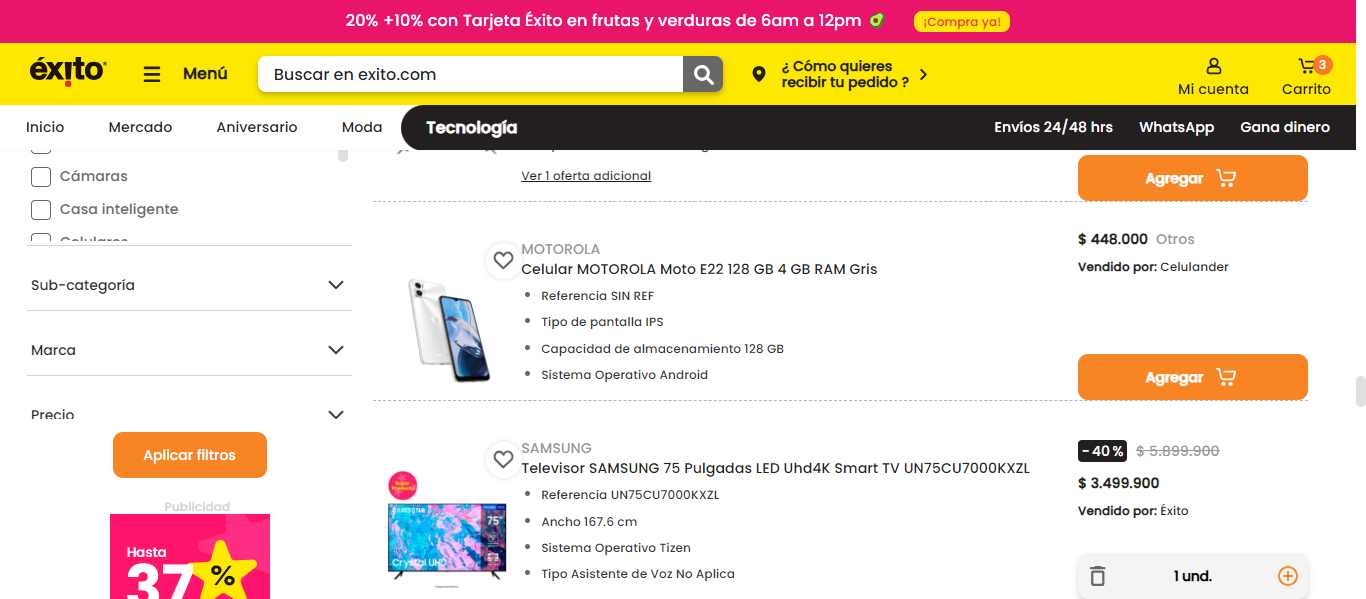 20% +10% con Tarjeta Éxito en frutas y verduras de 6am a 12pm
¡Compra ya!
éxito
Menú
Buscar en exito.com
¿ Cómo quieres
recibir tu pedido ?
Mi cuenta
3
Carrito
Inicio
Mercado
Aniversario
Moda
Tecnología
Envíos 24/48 hrs
WhatsApp
Gana dinero
Cámaras
Casa inteligente
Celulares
Sub-categoría
Marca
Precio
Aplicar filtros
Publicidad
Hasta
37%
Ver 1 oferta adicional
Agregar
MOTOROLA
Celular MOTOROLA Moto E22 128 GB 4 GB RAM Gris
Referencia SIN REF
Tipo de pantalla IPS
Capacidad de almacenamiento 128 GB
Sistema Operativo Android
$ 448.000 Otros
Vendido por: Celulander
Agregar
SAMSUNG
Televisor SAMSUNG 75 Pulgadas LED Uhd4K Smart TV UN75CU7000KXZL
Referencia UN75CU7000KXZL
Ancho 167.6 cm
Sistema Operativo Tizen
Tipo Asistente de Voz No Aplica
SAMSUNG
75"
Crystal UHD
- 40 % $ 5.899.900
$ 3.499.900
Vendido por: Éxito
1 und.